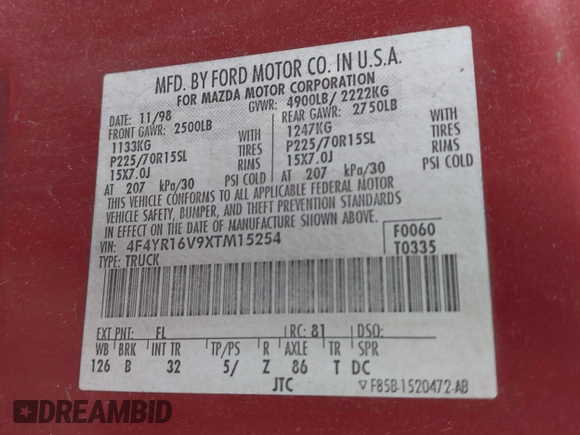 MFD. BY FORD MOTOR CO. IN U.S.A.
FOR MAZDA MOTOR CORPORATION
DATE: 11/98 GVWR: 4900LB/ 2222KG
FRONT GAWR: 2500LB REAR GAWR: 2750LB
1133KG WITH 1247KG WITH
P225/70R15SL TIRES P225/70R15SL TIRES
15X7.0J RIMS 15X7.0J RIMS
AT 207 kPa/30 PSI COLD AT 207 kPa/30 PSI COLD
THIS VEHICLE CONFORMS TO ALL APPLICABLE FEDERAL MOTOR
VEHICLE SAFETY, BUMPER, AND THEFT PREVENTION STANDARDS
IN EFFECT ON THE DATE OF MANUFACTURE SHOWN ABOVE.
VIN: 4F4YR16V9XTM15254 F0060
TYPE: TRUCK T0335
EXT PNT: FL RC: 81 DSO:
WB BRK INT TR TP/PS R AXLE TR SPR
126 B 32 5/ Z 86 T DC
JTC ▽ F85B-1520472-AB
DREAMBID